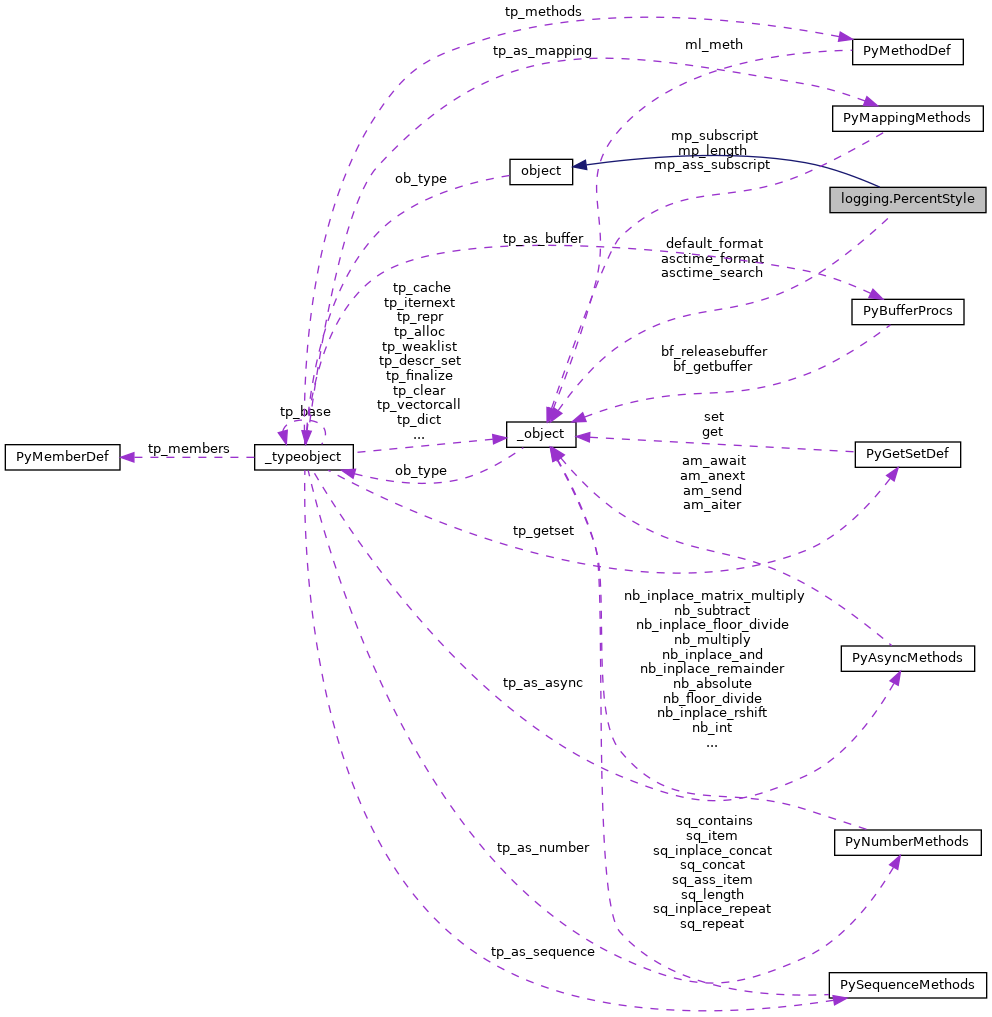 tp_methods
ml_meth
PyMethodDef
tp_as_mapping
PyMappingMethods
mp_subscript
mp_length
mp_ass_subscript
object
ob_type
logging.PercentStyle
tp_as_buffer
default_format
asctime_format
asctime_search
PyBufferProcs
tp_cache
tp_iternext
tp_repr
tp_alloc
tp_weaklist
tp_descr_set
tp_finalize
tp_clear
tp_vectorcall
tp_dict
...
bf_releasebuffer
bf_getbuffer
tp_base
set
get
_object
PyMemberDef
tp_members
_typeobject
ob_type
PyGetSetDef
am_await
am_anext
am_send
am_aiter
tp_getset
nb_inplace_matrix_multiply
nb_subtract
nb_inplace_floor_divide
nb_multiply
nb_inplace_and
nb_inplace_remainder
nb_absolute
nb_floor_divide
nb_inplace_rshift
nb_int
...
PyAsyncMethods
tp_as_async
sq_contains
sq_item
sq_inplace_concat
sq_concat
sq_ass_item
sq_length
sq_inplace_repeat
sq_repeat
PyNumberMethods
tp_as_number
tp_as_sequence
PySequenceMethods